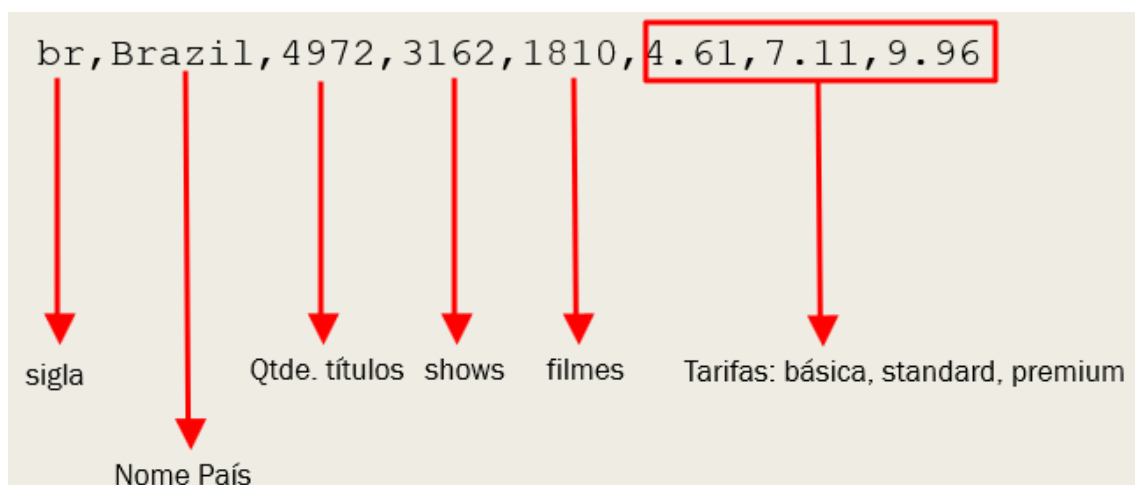 br,Brazil,4972,3162,1810,4.61,7.11,9.96
sigla
Qtde. títulos
shows
filmes
Tarifas: básica, standard, premium
Nome País